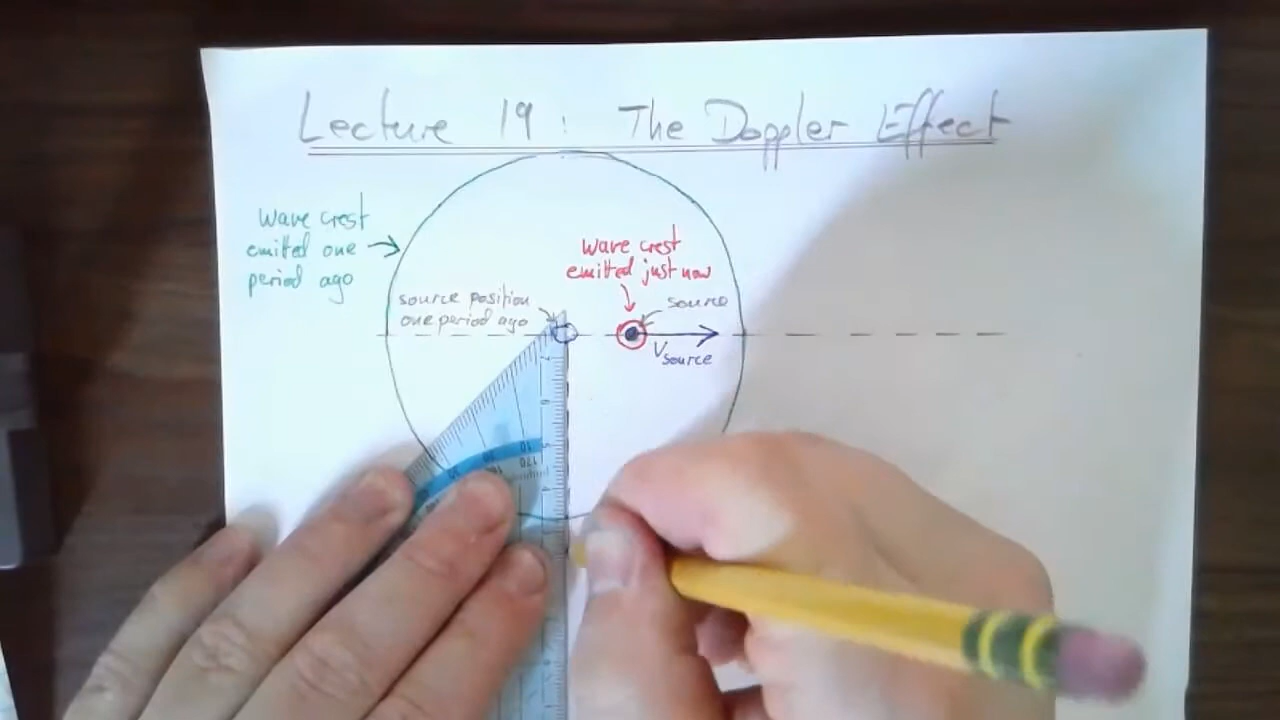 Lecture 19: The Doppler Effect
wave crest
emitted one
period ago
wave crest
emitted just now
source position
one period ago
source
Vsource